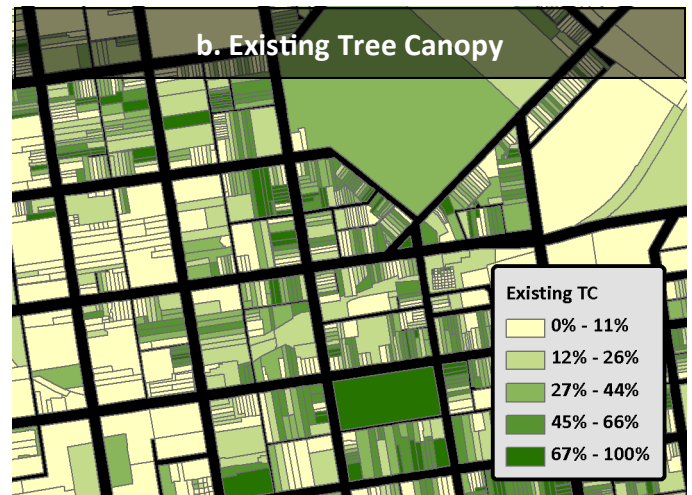 b. Existing Tree Canopy
Existing TC
0% - 11%
12% - 26%
27% - 44%
45% - 66%
67% - 100%